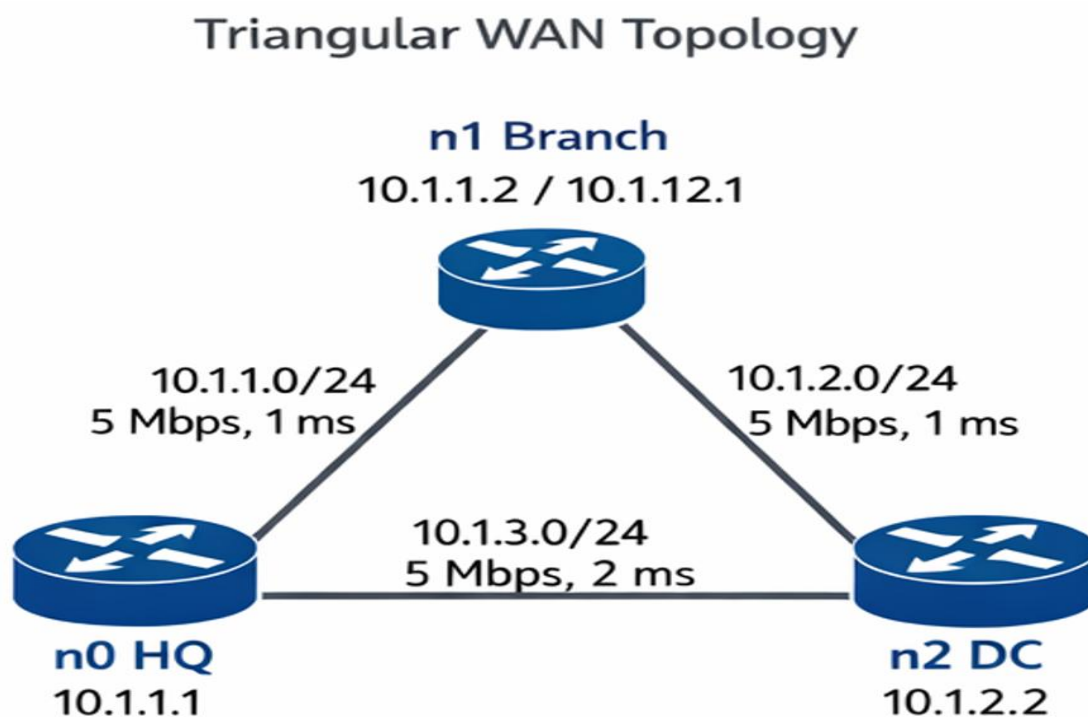 Triangular WAN Topology
n1 Branch
10.1.1.2 / 10.1.12.1
10.1.1.0/24
5 Mbps, 1 ms
10.1.2.0/24
5 Mbps, 1 ms
10.1.3.0/24
5 Mbps, 2 ms
n0 HQ
10.1.1.1
n2 DC
10.1.2.2